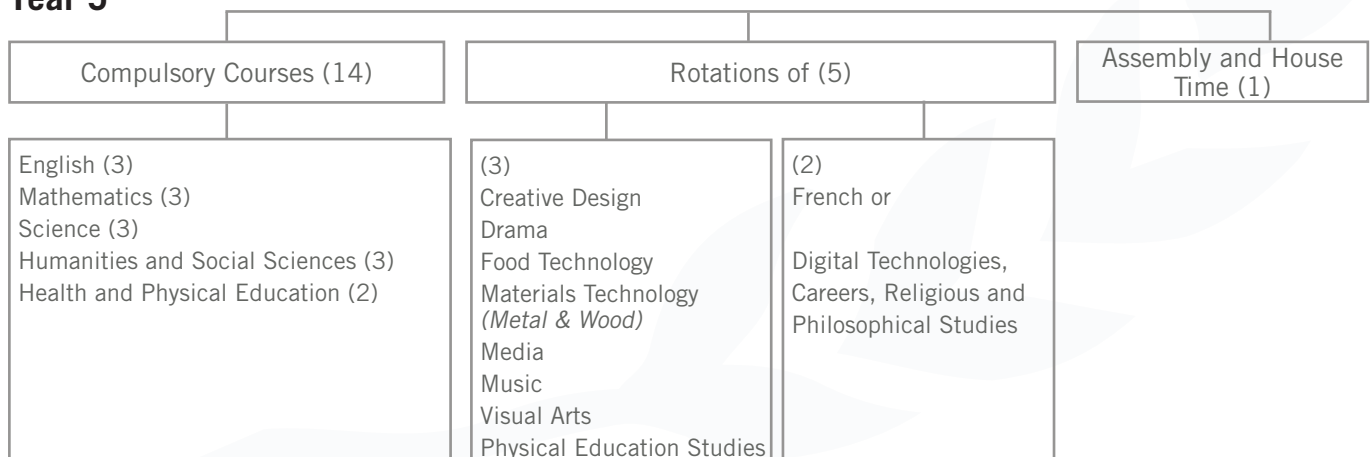 Year
Compulsory Courses (14)
Rotations of (5)
Assembly and House
Time (1)
English (3)
Mathematics (3)
Science (3)
Humanities and Social Sciences (3)
Health and Physical Education (2)
(3)
Creative Design
Drama
Food Technology
Materials Technology
(Metal & Wood)
Media
Music
Visual Arts
Physical Education Studies
(2)
French or
Digital Technologies,
Careers, Religious and
Philosophical Studies